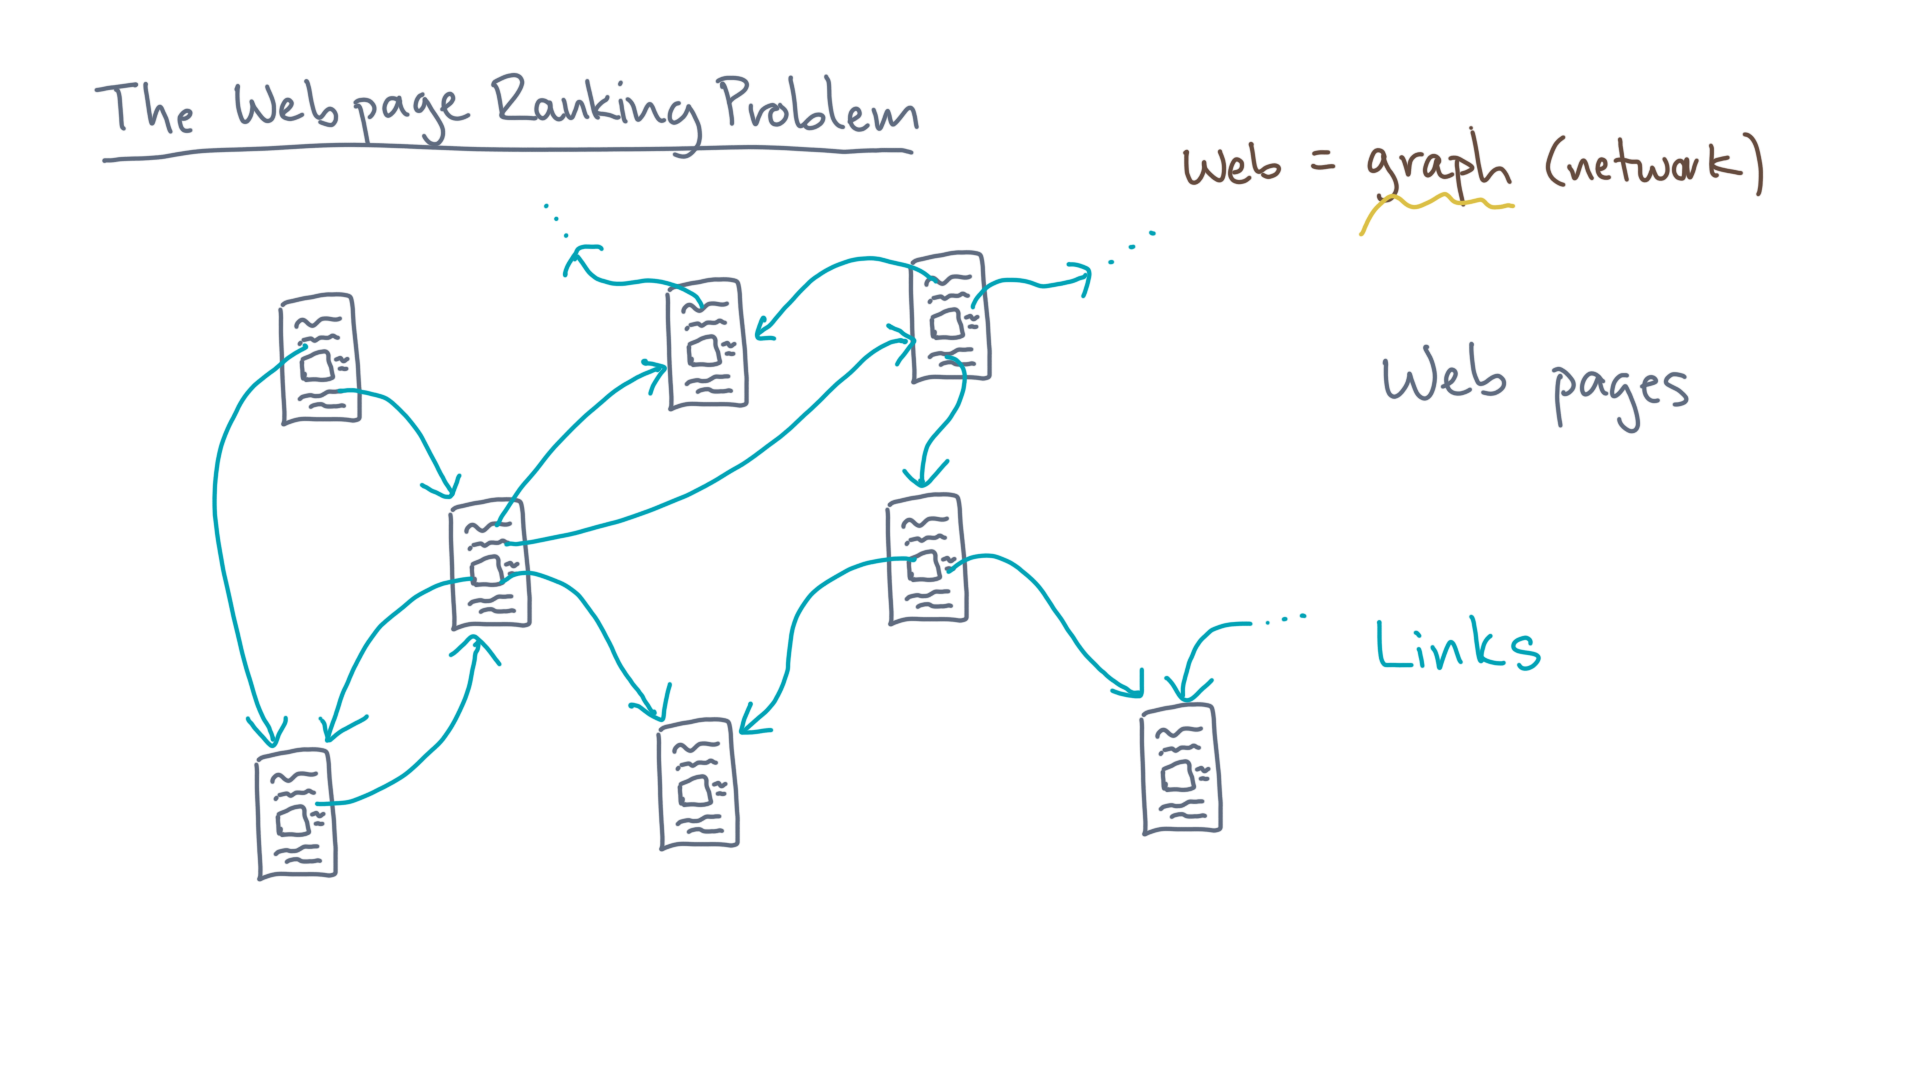 The Webpage Ranking Problem
Web = graph (network)
Web pages
Links